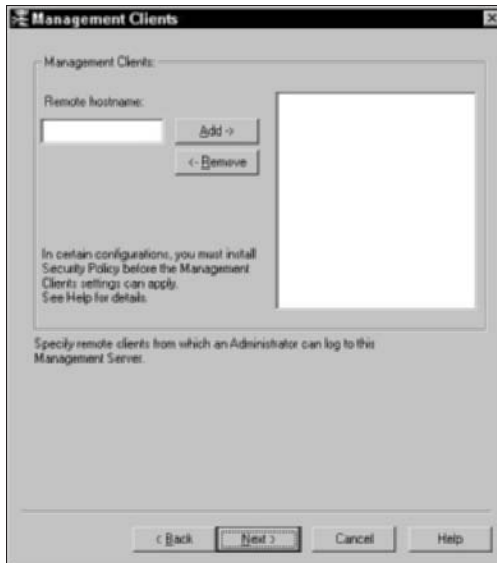 Management Clients
Management Clients:
Remote hostname:
Add ->
<- Remove
In certain configurations, you must install
Security Policy before the Management
Clients settings can apply.
See Help for details.
Specify remote clients from which an Administrator can log to this
Management Server.
< Back
Next >
Cancel
Help